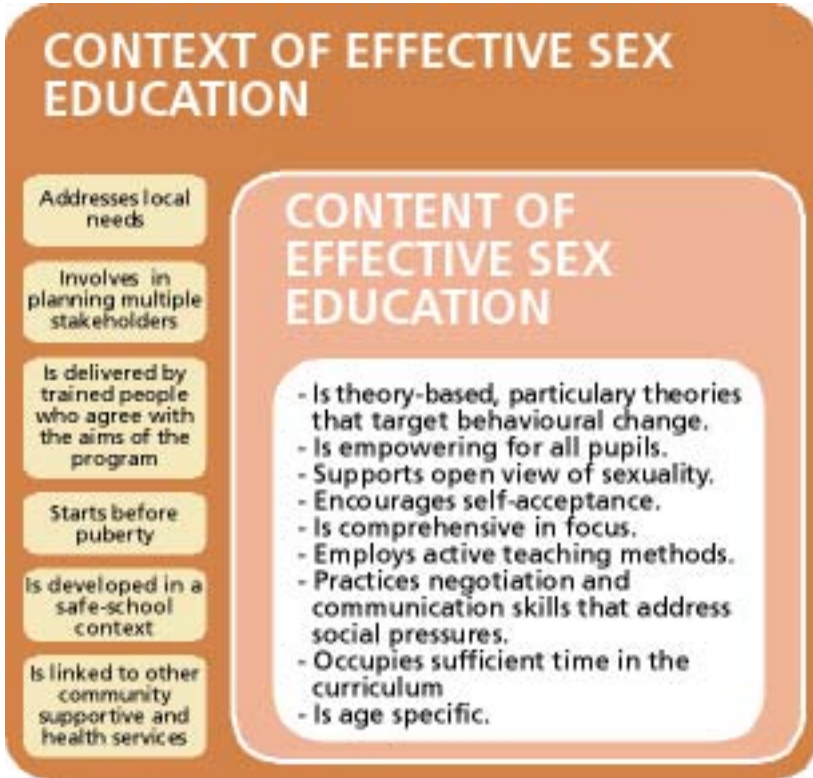 CONTEXT OF EFFECTIVE SEX
EDUCATION
Addresses local
needs
Involves in
planning multiple
stakeholders
Is delivered by
trained people
who agree with
the aims of the
program
Starts before
puberty
Is developed in a
safe-school
context
Is linked to other
community
supportive and
health services
CONTENT OF
EFFECTIVE SEX
EDUCATION
- Is theory-based, particulary theories
that target behavioural change.
- Is empowering for all pupils.
- Supports open view of sexuality.
- Encourages self-acceptance.
- Is comprehensive in focus.
- Employs active teaching methods.
- Practices negotiation and
communication skills that address
social pressures.
- Occupies sufficient time in the
curriculum
- Is age specific.